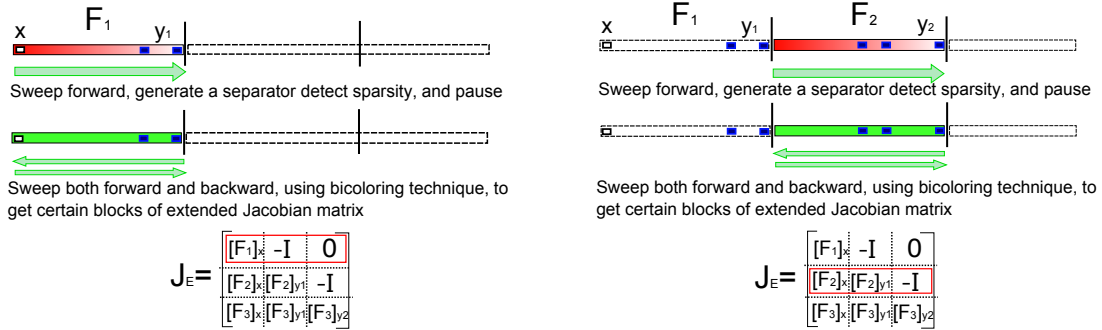 F₁
x y₁
Sweep forward, generate a separator detect sparsity, and pause
Sweep both forward and backward, using bicoloring technique, to
get certain blocks of extended Jacobian matrix
J_E=
[F₁]ₓ -I 0
[F₂]ₓ [F₂]y1 -I
[F₃]ₓ [F₃]y1 [F₃]y2
F₁ F₂
x y₁ y₂
Sweep forward, generate a separator detect sparsity, and pause
Sweep both forward and backward, using bicoloring technique, to
get certain blocks of extended Jacobian matrix
J_E=
[F₁]ₓ -I 0
[F₂]ₓ [F₂]y1 -I
[F₃]ₓ [F₃]y1 [F₃]y2